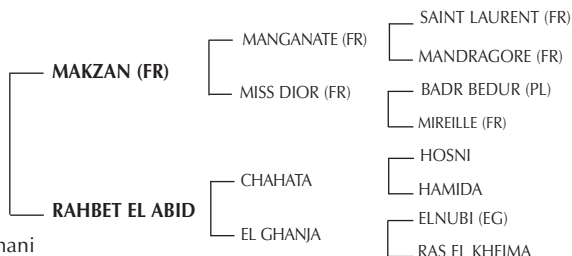 SAINT LAURENT (FR)
MANGANATE (FR)
MANDRAGORE (FR)
MAKZAN (FR)
BADR BEDUR (PL)
MISS DIOR (FR)
MIREILLE (FR)
HOSNI
CHAHATA
HAMIDA
RAHBET EL ABID
ELNUBI (EG)
EL GHANJA
RAS EL KHEIMA